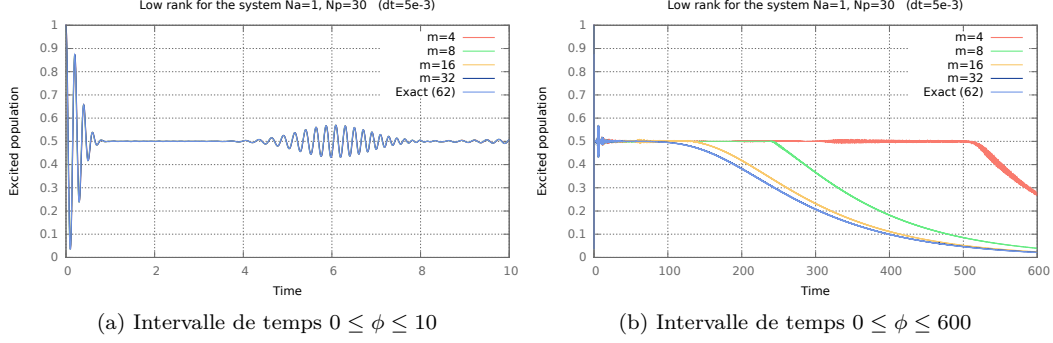 Low rank for the system Na=1, Np=30 (dt=5e-3)
1
0.9
0.8
0.7
0.6
0.5
0.4
0.3
0.2
0.1
0
Excited population
m=4
m=8
m=16
m=32
Exact (62)
0 2 4 6 8 10
Time
(a) Intervalle de temps 0 ≤ ϕ ≤ 10
Low rank for the system Na=1, Np=30 (dt=5e-3)
1
0.9
0.8
0.7
0.6
0.5
0.4
0.3
0.2
0.1
0
Excited population
m=4
m=8
m=16
m=32
Exact (62)
0 100 200 300 400 500 600
Time
(b) Intervalle de temps 0 ≤ ϕ ≤ 600